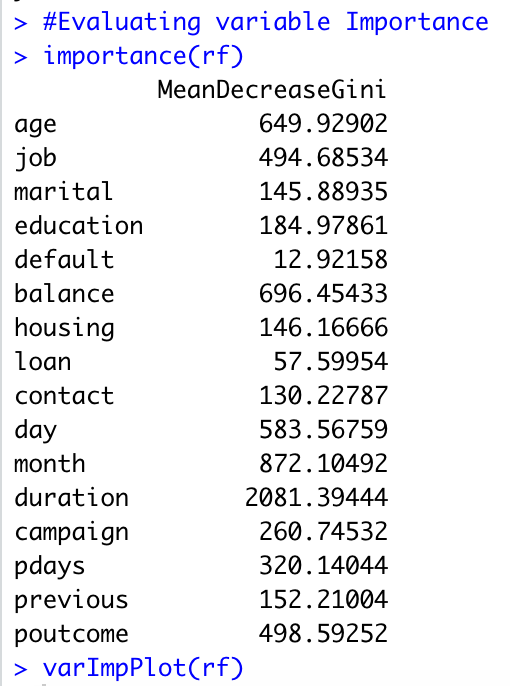 > #Evaluating variable Importance
> importance(rf)
MeanDecreaseGini
age 649.92902
job 494.68534
marital 145.88935
education 184.97861
default 12.92158
balance 696.45433
housing 146.16666
loan 57.59954
contact 130.22787
day 583.56759
month 872.10492
duration 2081.39444
campaign 260.74532
pdays 320.14044
previous 152.21004
poutcome 498.59252
> varImpPlot(rf)